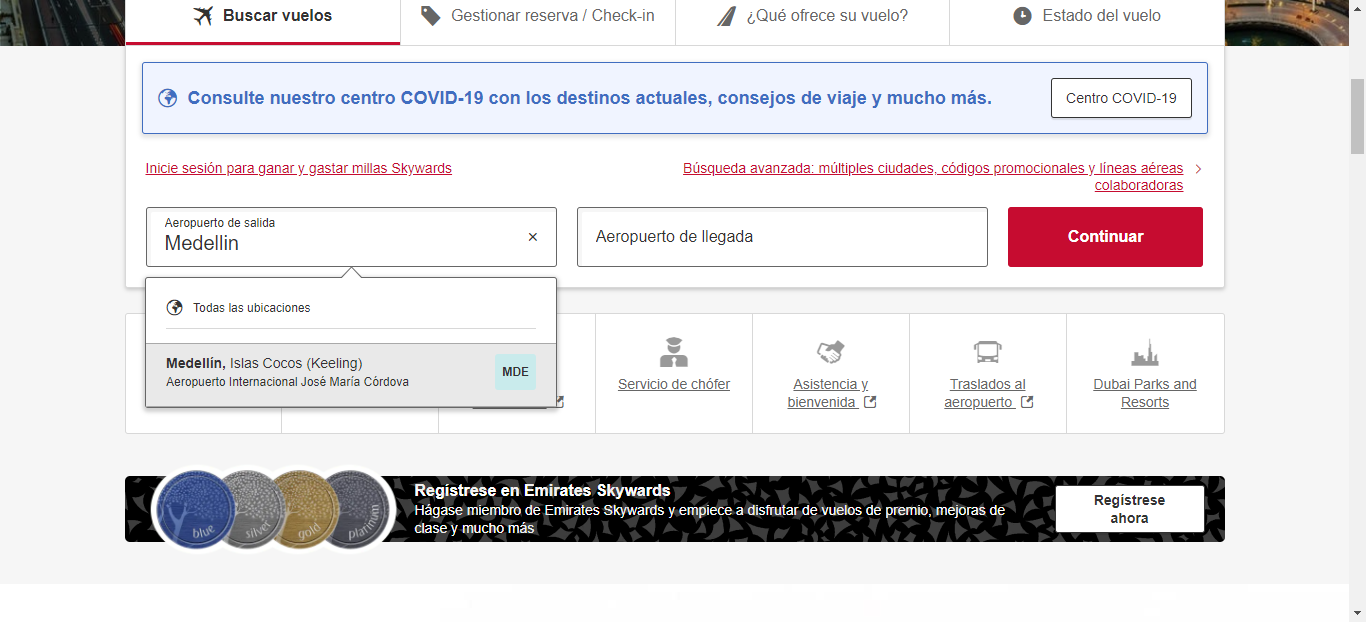 Buscar vuelos
Gestionar reserva / Check-in
¿Qué ofrece su vuelo?
Estado del vuelo
Consulte nuestro centro COVID-19 con los destinos actuales, consejos de viaje y mucho más.
Centro COVID-19
Inicie sesión para ganar y gastar millas Skywards
Búsqueda avanzada: múltiples ciudades, códigos promocionales y líneas aéreas
colaboradoras
Aeropuerto de salida
Medellin
Aeropuerto de llegada
Continuar
Todas las ubicaciones
Medellín, Islas Cocos (Keeling)
Aeropuerto Internacional José María Córdova
MDE
Servicio de chófer
Asistencia y
bienvenida
Traslados al
aeropuerto
Dubai Parks and
Resorts
blue
silver
gold
platinum
Regístrese en Emirates Skywards
Hágase miembro de Emirates Skywards y empiece a disfrutar de vuelos de premio, mejoras de
clase y mucho más
Regístrese
ahora